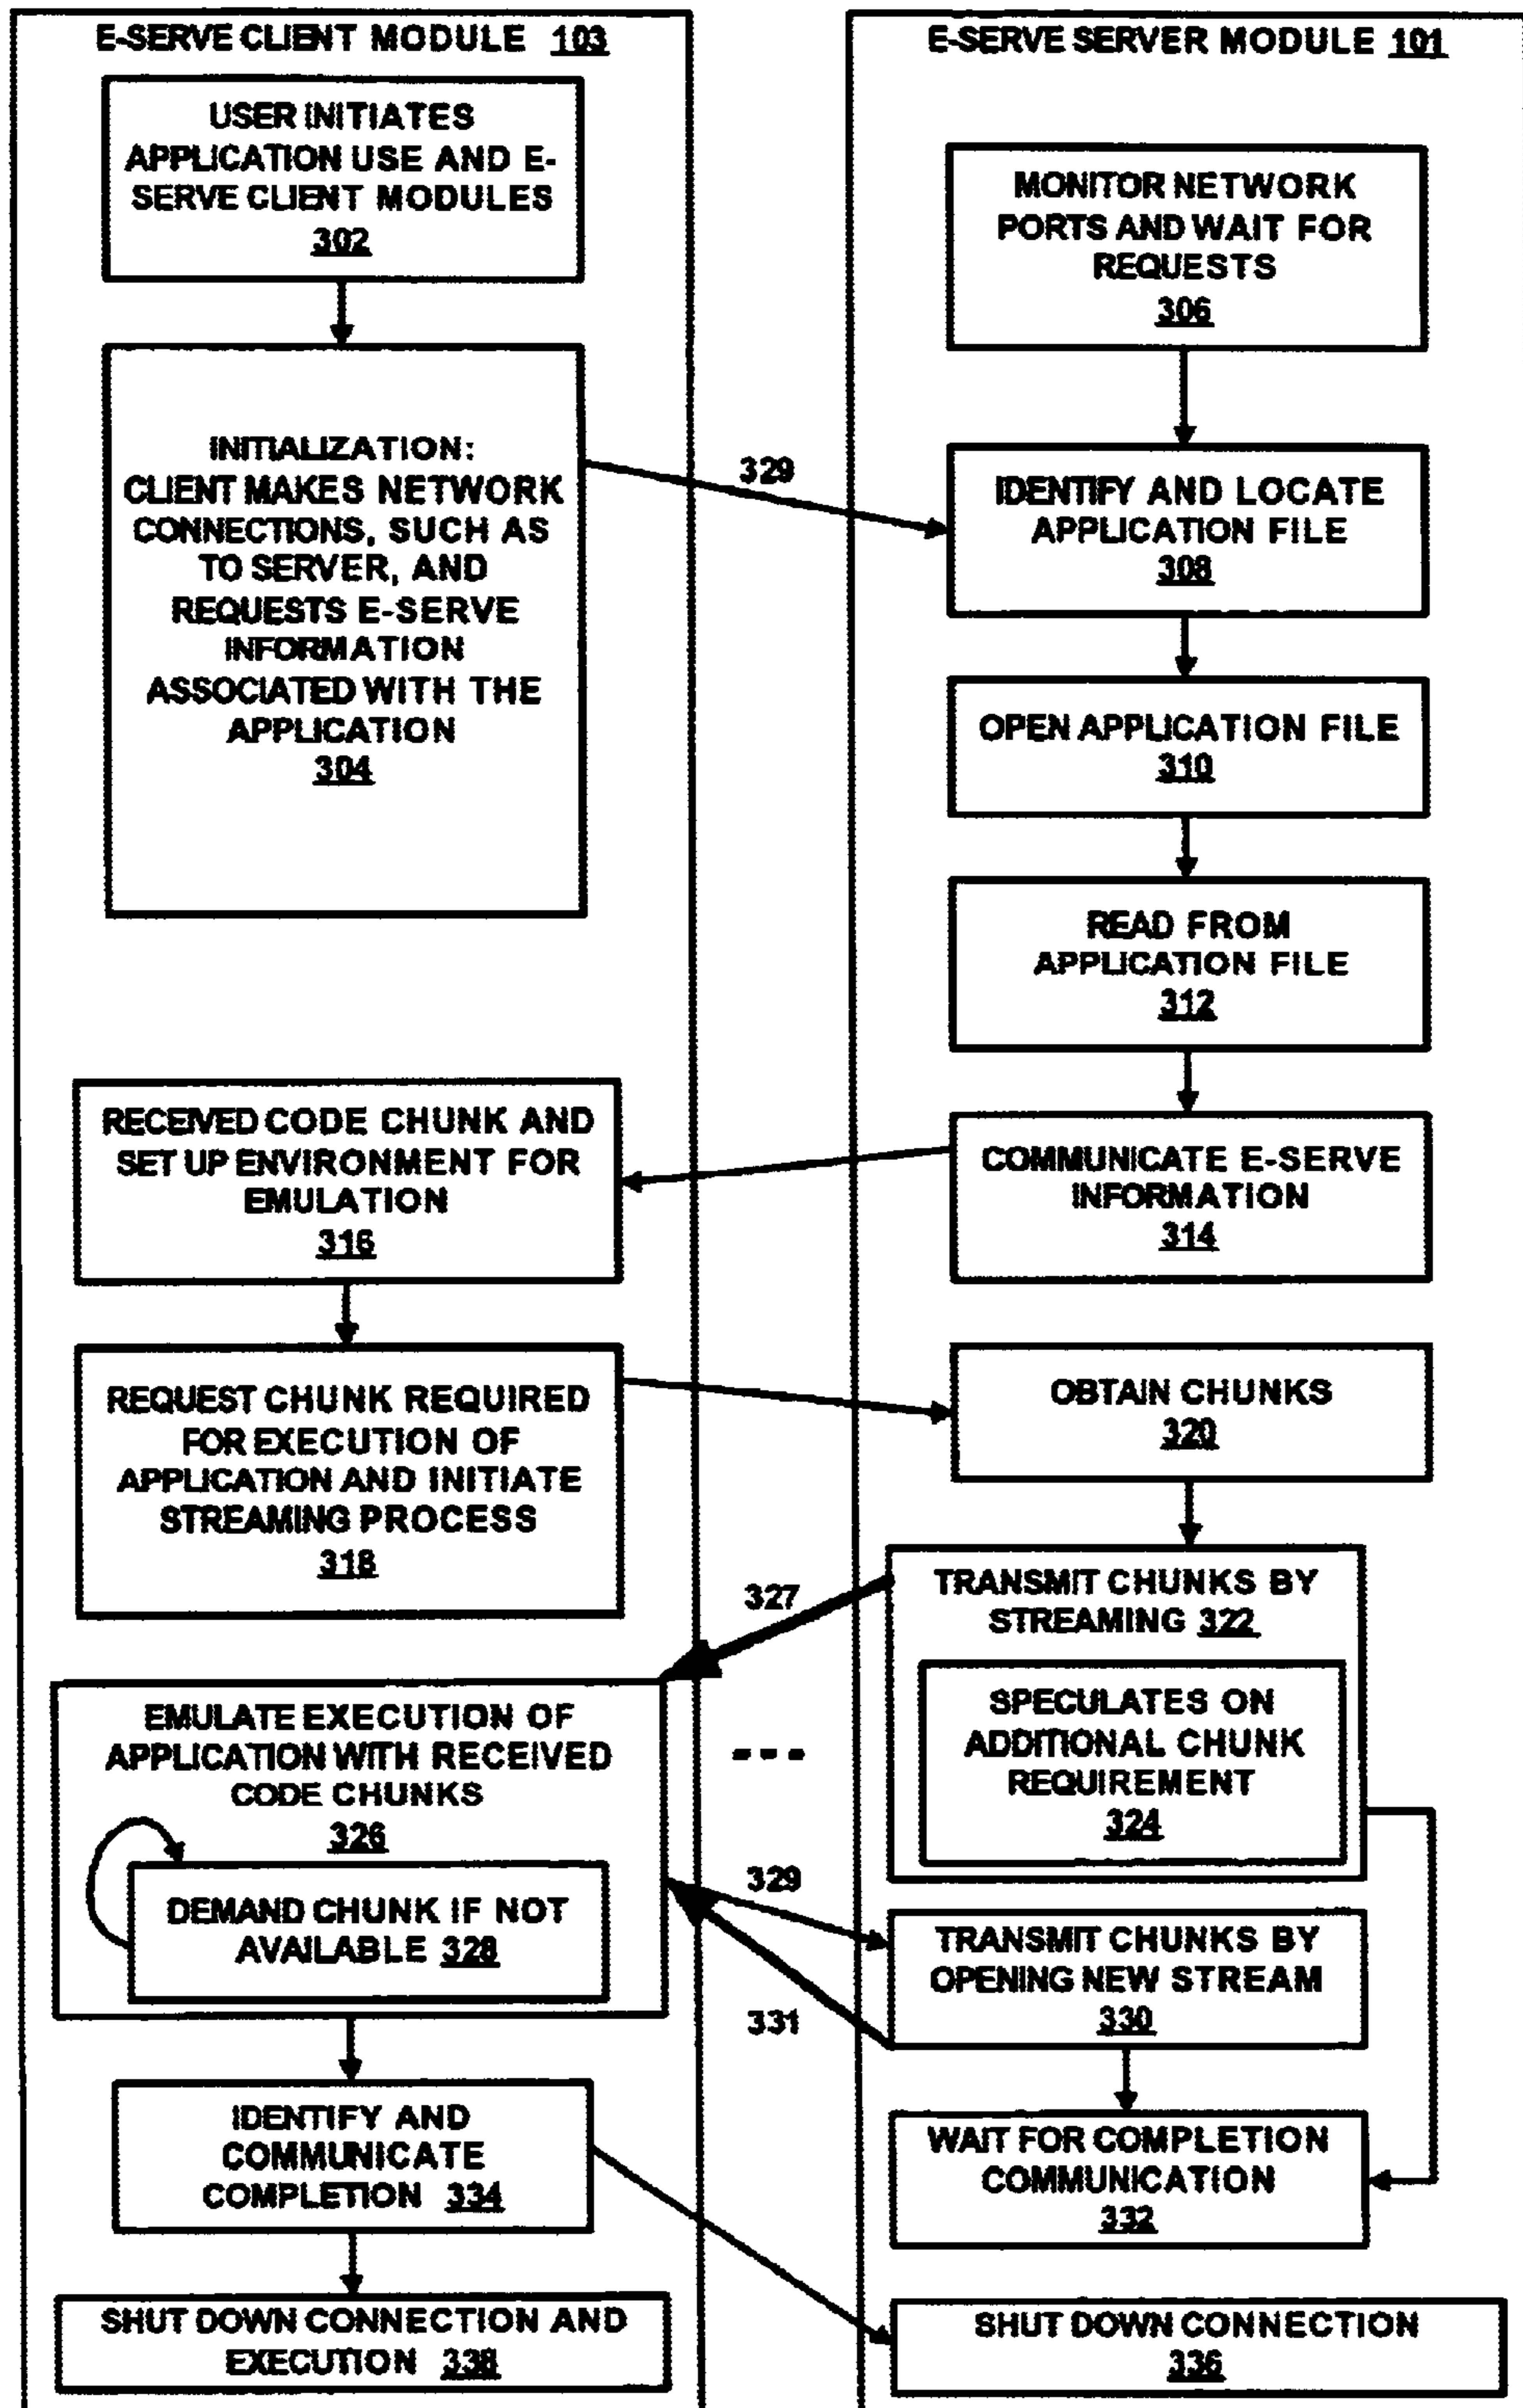 E-SERVE CLIENT MODULE 103
USER INITIATES
APPLICATION USE AND E-
SERVE CLIENT MODULES
302
INITIALIZATION:
CLIENT MAKES NETWORK
CONNECTIONS, SUCH AS
TO SERVER, AND
REQUESTS E-SERVE
INFORMATION
ASSOCIATED WITH THE
APPLICATION
304
329
E-SERVE SERVER MODULE 101
MONITOR NETWORK
PORTS AND WAIT FOR
REQUESTS
306
IDENTIFY AND LOCATE
APPLICATION FILE
308
OPEN APPLICATION FILE
310
READ FROM
APPLICATION FILE
312
COMMUNICATE E-SERVE
INFORMATION
314
RECEIVED CODE CHUNK AND
SET UP ENVIRONMENT FOR
EMULATION
316
REQUEST CHUNK REQUIRED
FOR EXECUTION OF
APPLICATION AND INITIATE
STREAMING PROCESS
318
OBTAIN CHUNKS
320
TRANSMIT CHUNKS BY
STREAMING 322
SPECULATES ON
ADDITIONAL CHUNK
REQUIREMENT
324
327
EMULATE EXECUTION OF
APPLICATION WITH RECEIVED
CODE CHUNKS
326
DEMAND CHUNK IF NOT
AVAILABLE 328
---
329
TRANSMIT CHUNKS BY
OPENING NEW STREAM
330
331
WAIT FOR COMPLETION
COMMUNICATION
332
IDENTIFY AND
COMMUNICATE
COMPLETION 334
SHUT DOWN CONNECTION AND
EXECUTION 338
SHUT DOWN CONNECTION
336